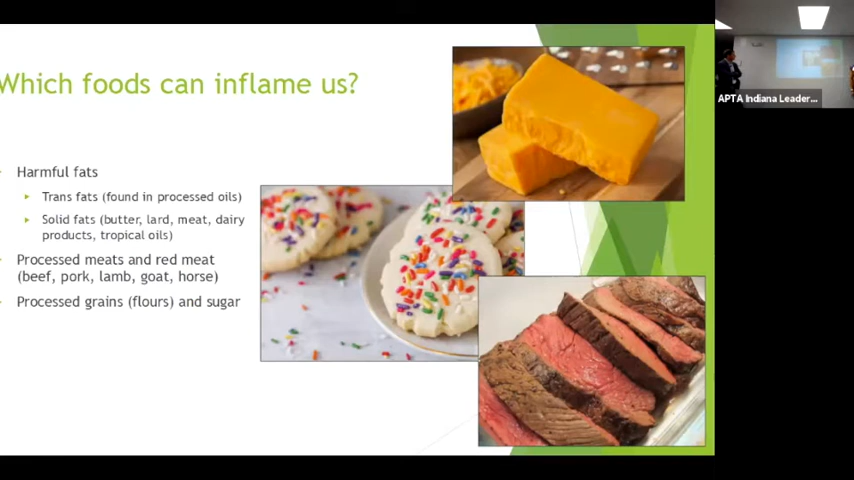 Which foods can inflame us?
Harmful fats
Trans fats (found in processed oils)
Solid fats (butter, lard, meat, dairy
products, tropical oils)
Processed meats and red meat
(beef, pork, lamb, goat, horse)
Processed grains (flours) and sugar
APTA Indiana Leader...